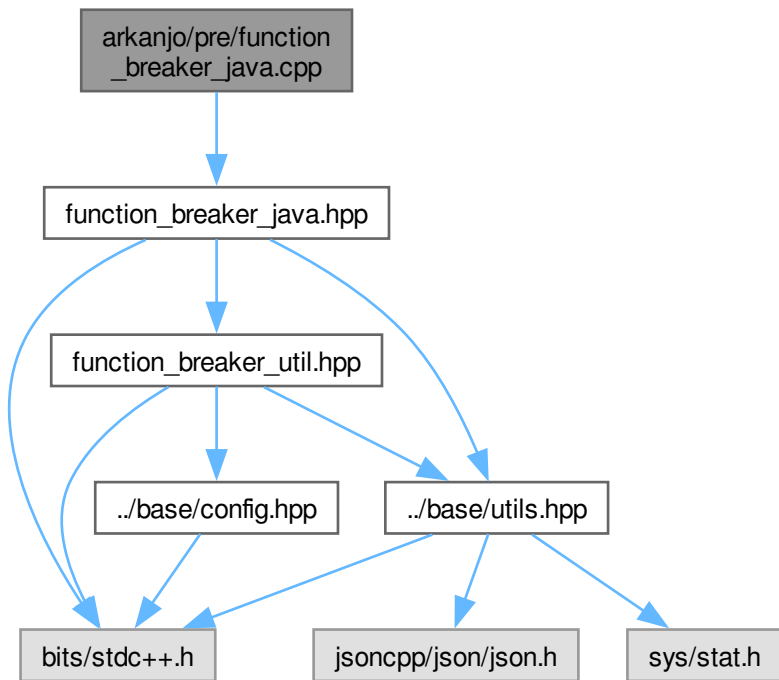 arkanjo/pre/function
_breaker_java.cpp
function_breaker_java.hpp
function_breaker_util.hpp
../base/config.hpp
../base/utils.hpp
bits/stdc++.h
jsoncpp/json/json.h
sys/stat.h